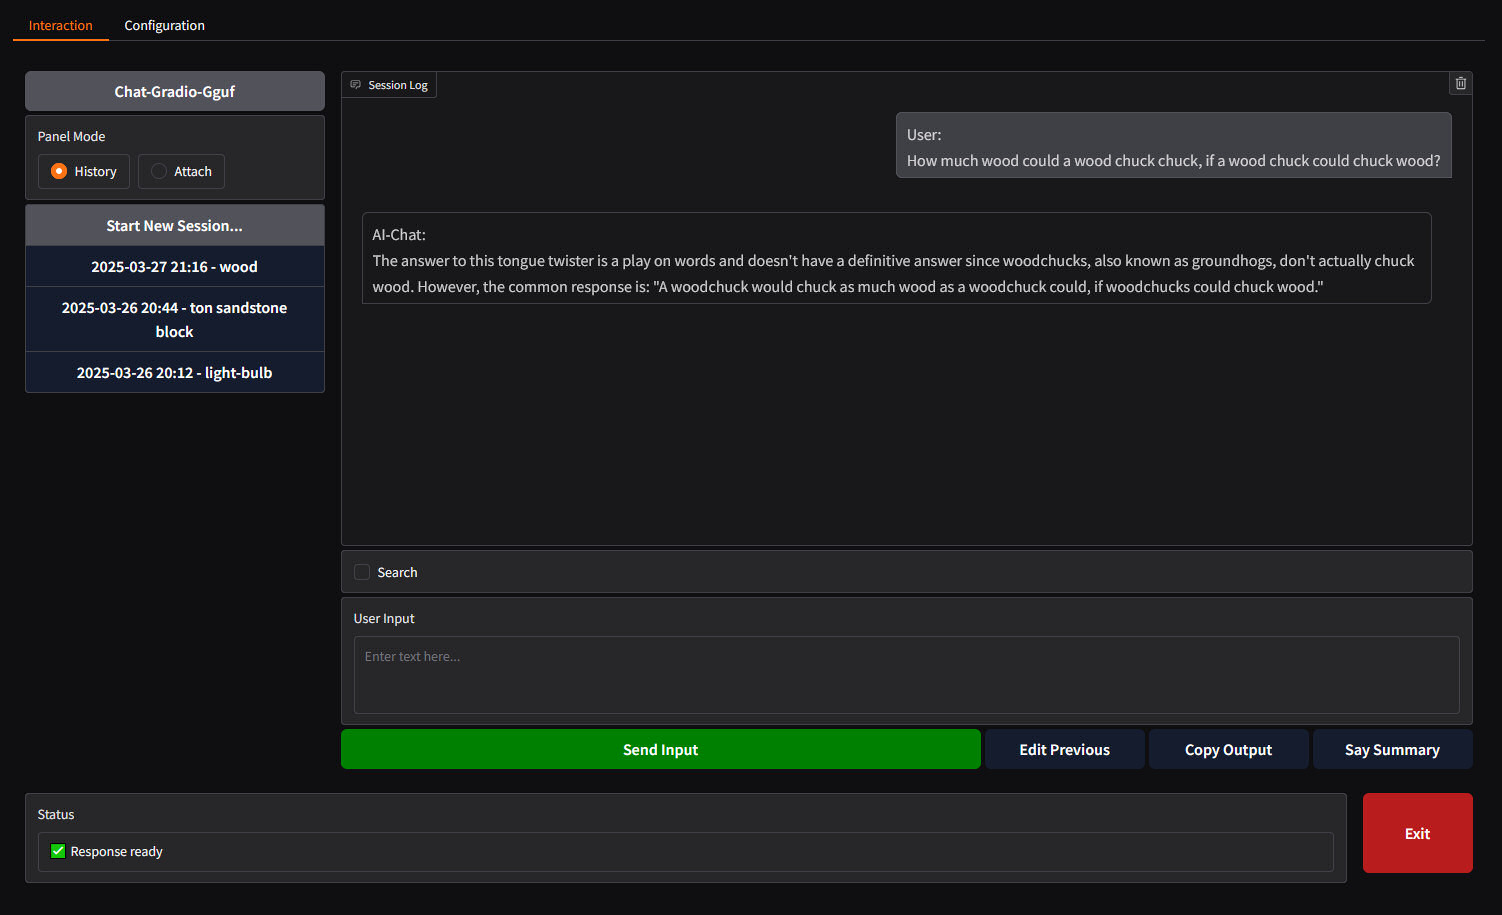 Interaction
Configuration
Chat-Gradio-Gguf
Panel Mode
History
Attach
Start New Session...
2025-03-27 21:16 - wood
2025-03-26 20:44 - ton sandstone
block
2025-03-26 20:12 - light-bulb
Session Log
User:
How much wood could a wood chuck chuck, if a wood chuck could chuck wood?
AI-Chat:
The answer to this tongue twister is a play on words and doesn't have a definitive answer since woodchucks, also known as groundhogs, don't actually chuck
wood. However, the common response is: "A woodchuck would chuck as much wood as a woodchuck could, if woodchucks could chuck wood."
Search
User Input
Enter text here...
Send Input
Edit Previous
Copy Output
Say Summary
Status
Response ready
Exit